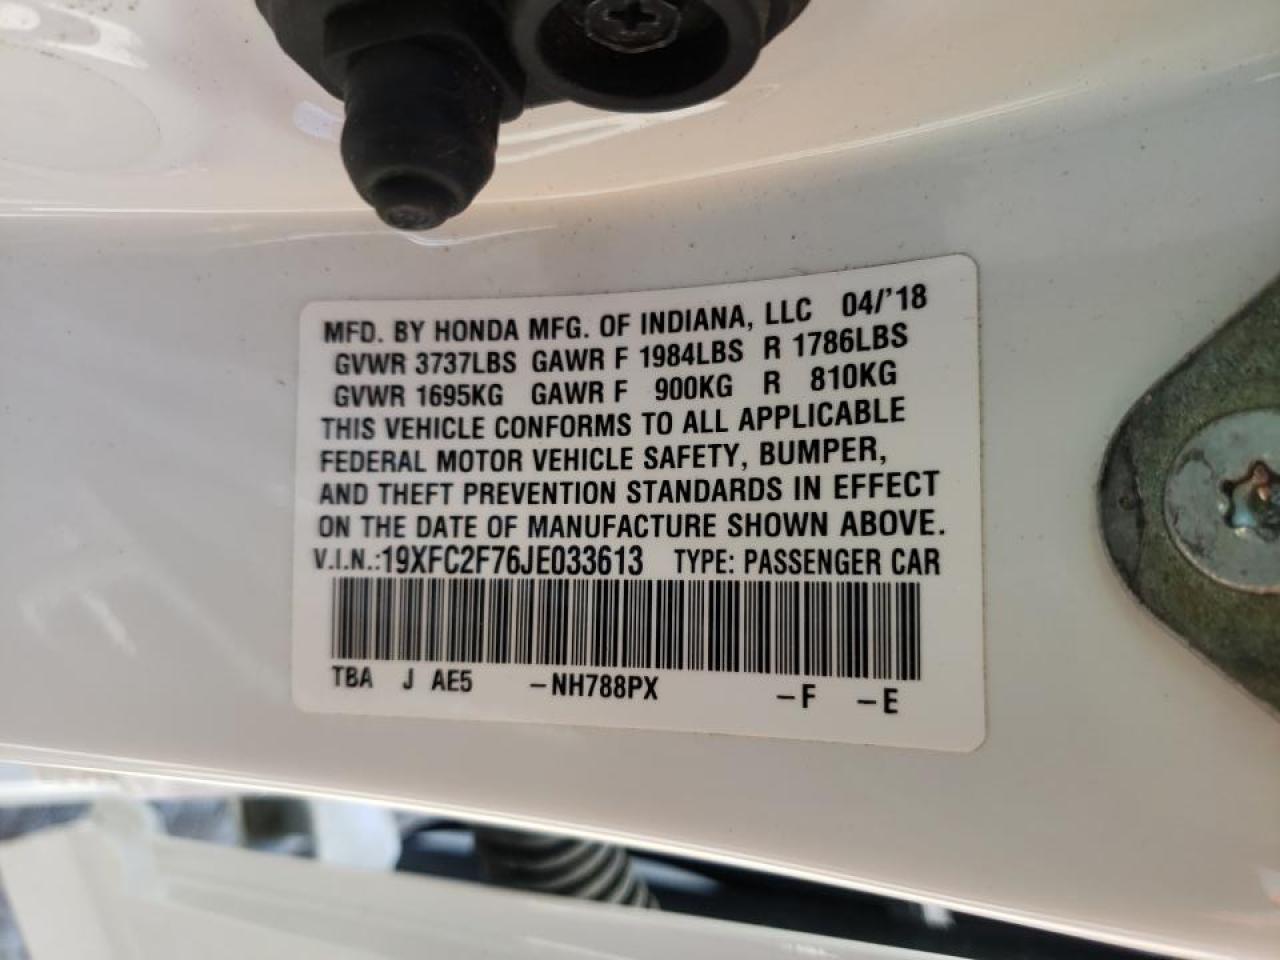 MFD. BY HONDA MFG. OF INDIANA, LLC 04/'18
GVWR 3737LBS GAWR F 1984LBS R 1786LBS
GVWR 1695KG GAWR F 900KG R 810KG
THIS VEHICLE CONFORMS TO ALL APPLICABLE
FEDERAL MOTOR VEHICLE SAFETY, BUMPER,
AND THEFT PREVENTION STANDARDS IN EFFECT
ON THE DATE OF MANUFACTURE SHOWN ABOVE.
V.I.N.:19XFC2F76JE033613 TYPE: PASSENGER CAR
TBA J AE5 –NH788PX –F –E